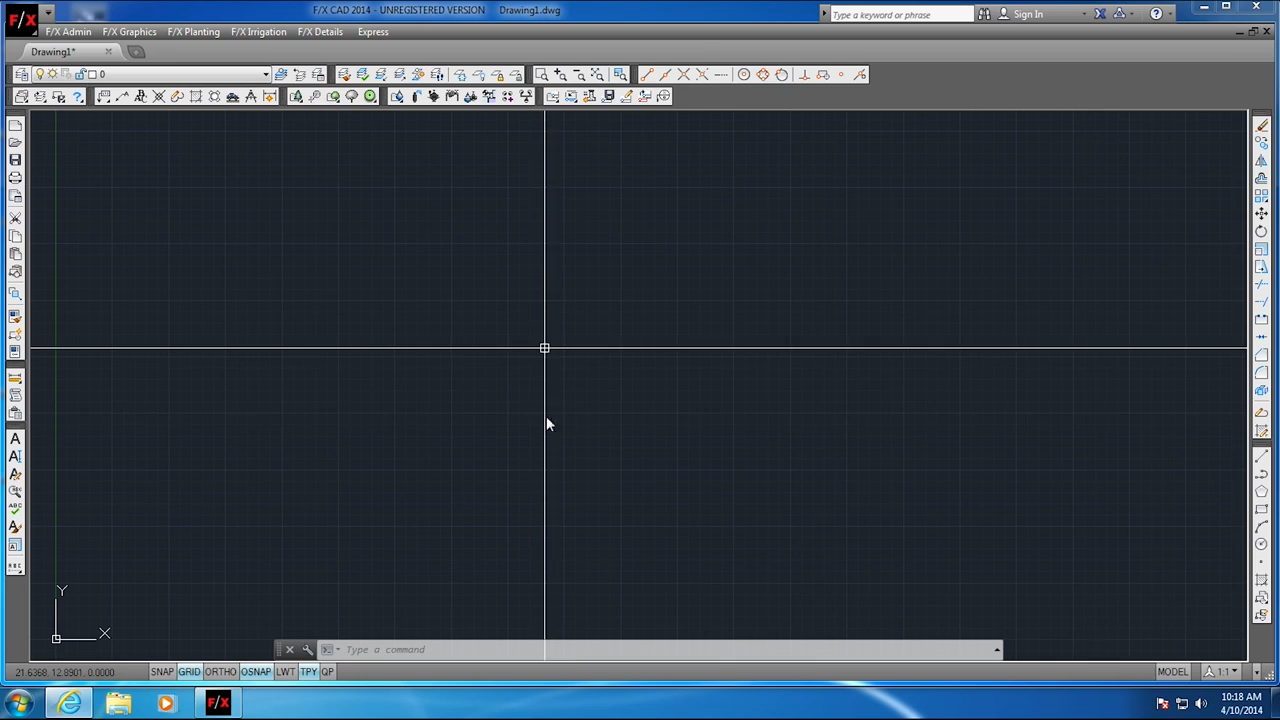 F/X CAD 2014 - UNREGISTERED VERSION Drawing1.dwg
Type a keyword or phrase
Sign In
F/X
F/X Admin F/X Graphics F/X Planting F/X Irrigation F/X Details Express
Drawing1*
0
A
A
A
ABC
A
A
ABC
Y
X
Type a command
21.6368, 12.8901, 0.0000 SNAP GRID ORTHO OSNAP LWT TPY QP MODEL 1:1
F/X
10:18 AM
4/10/2014